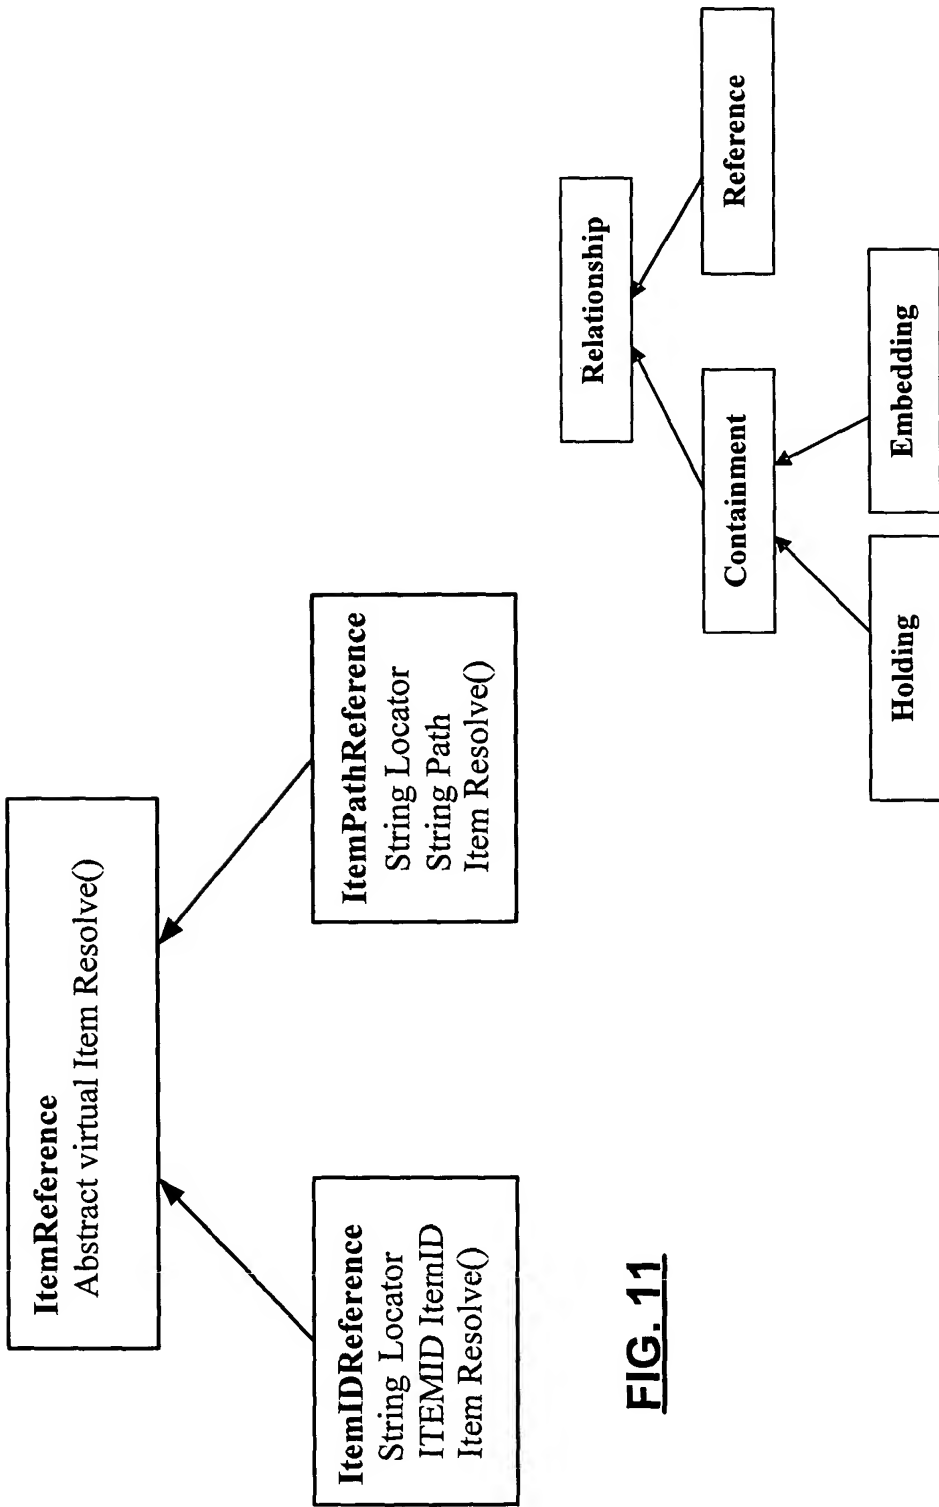 ItemReference
Abstract virtual Item Resolve()
ItemIDReference
String Locator
ITEMID ItemID
Item Resolve()
ItemPathReference
String Locator
String Path
Item Resolve()
FIG. 11
Relationship
Containment
Reference
Holding
Embedding